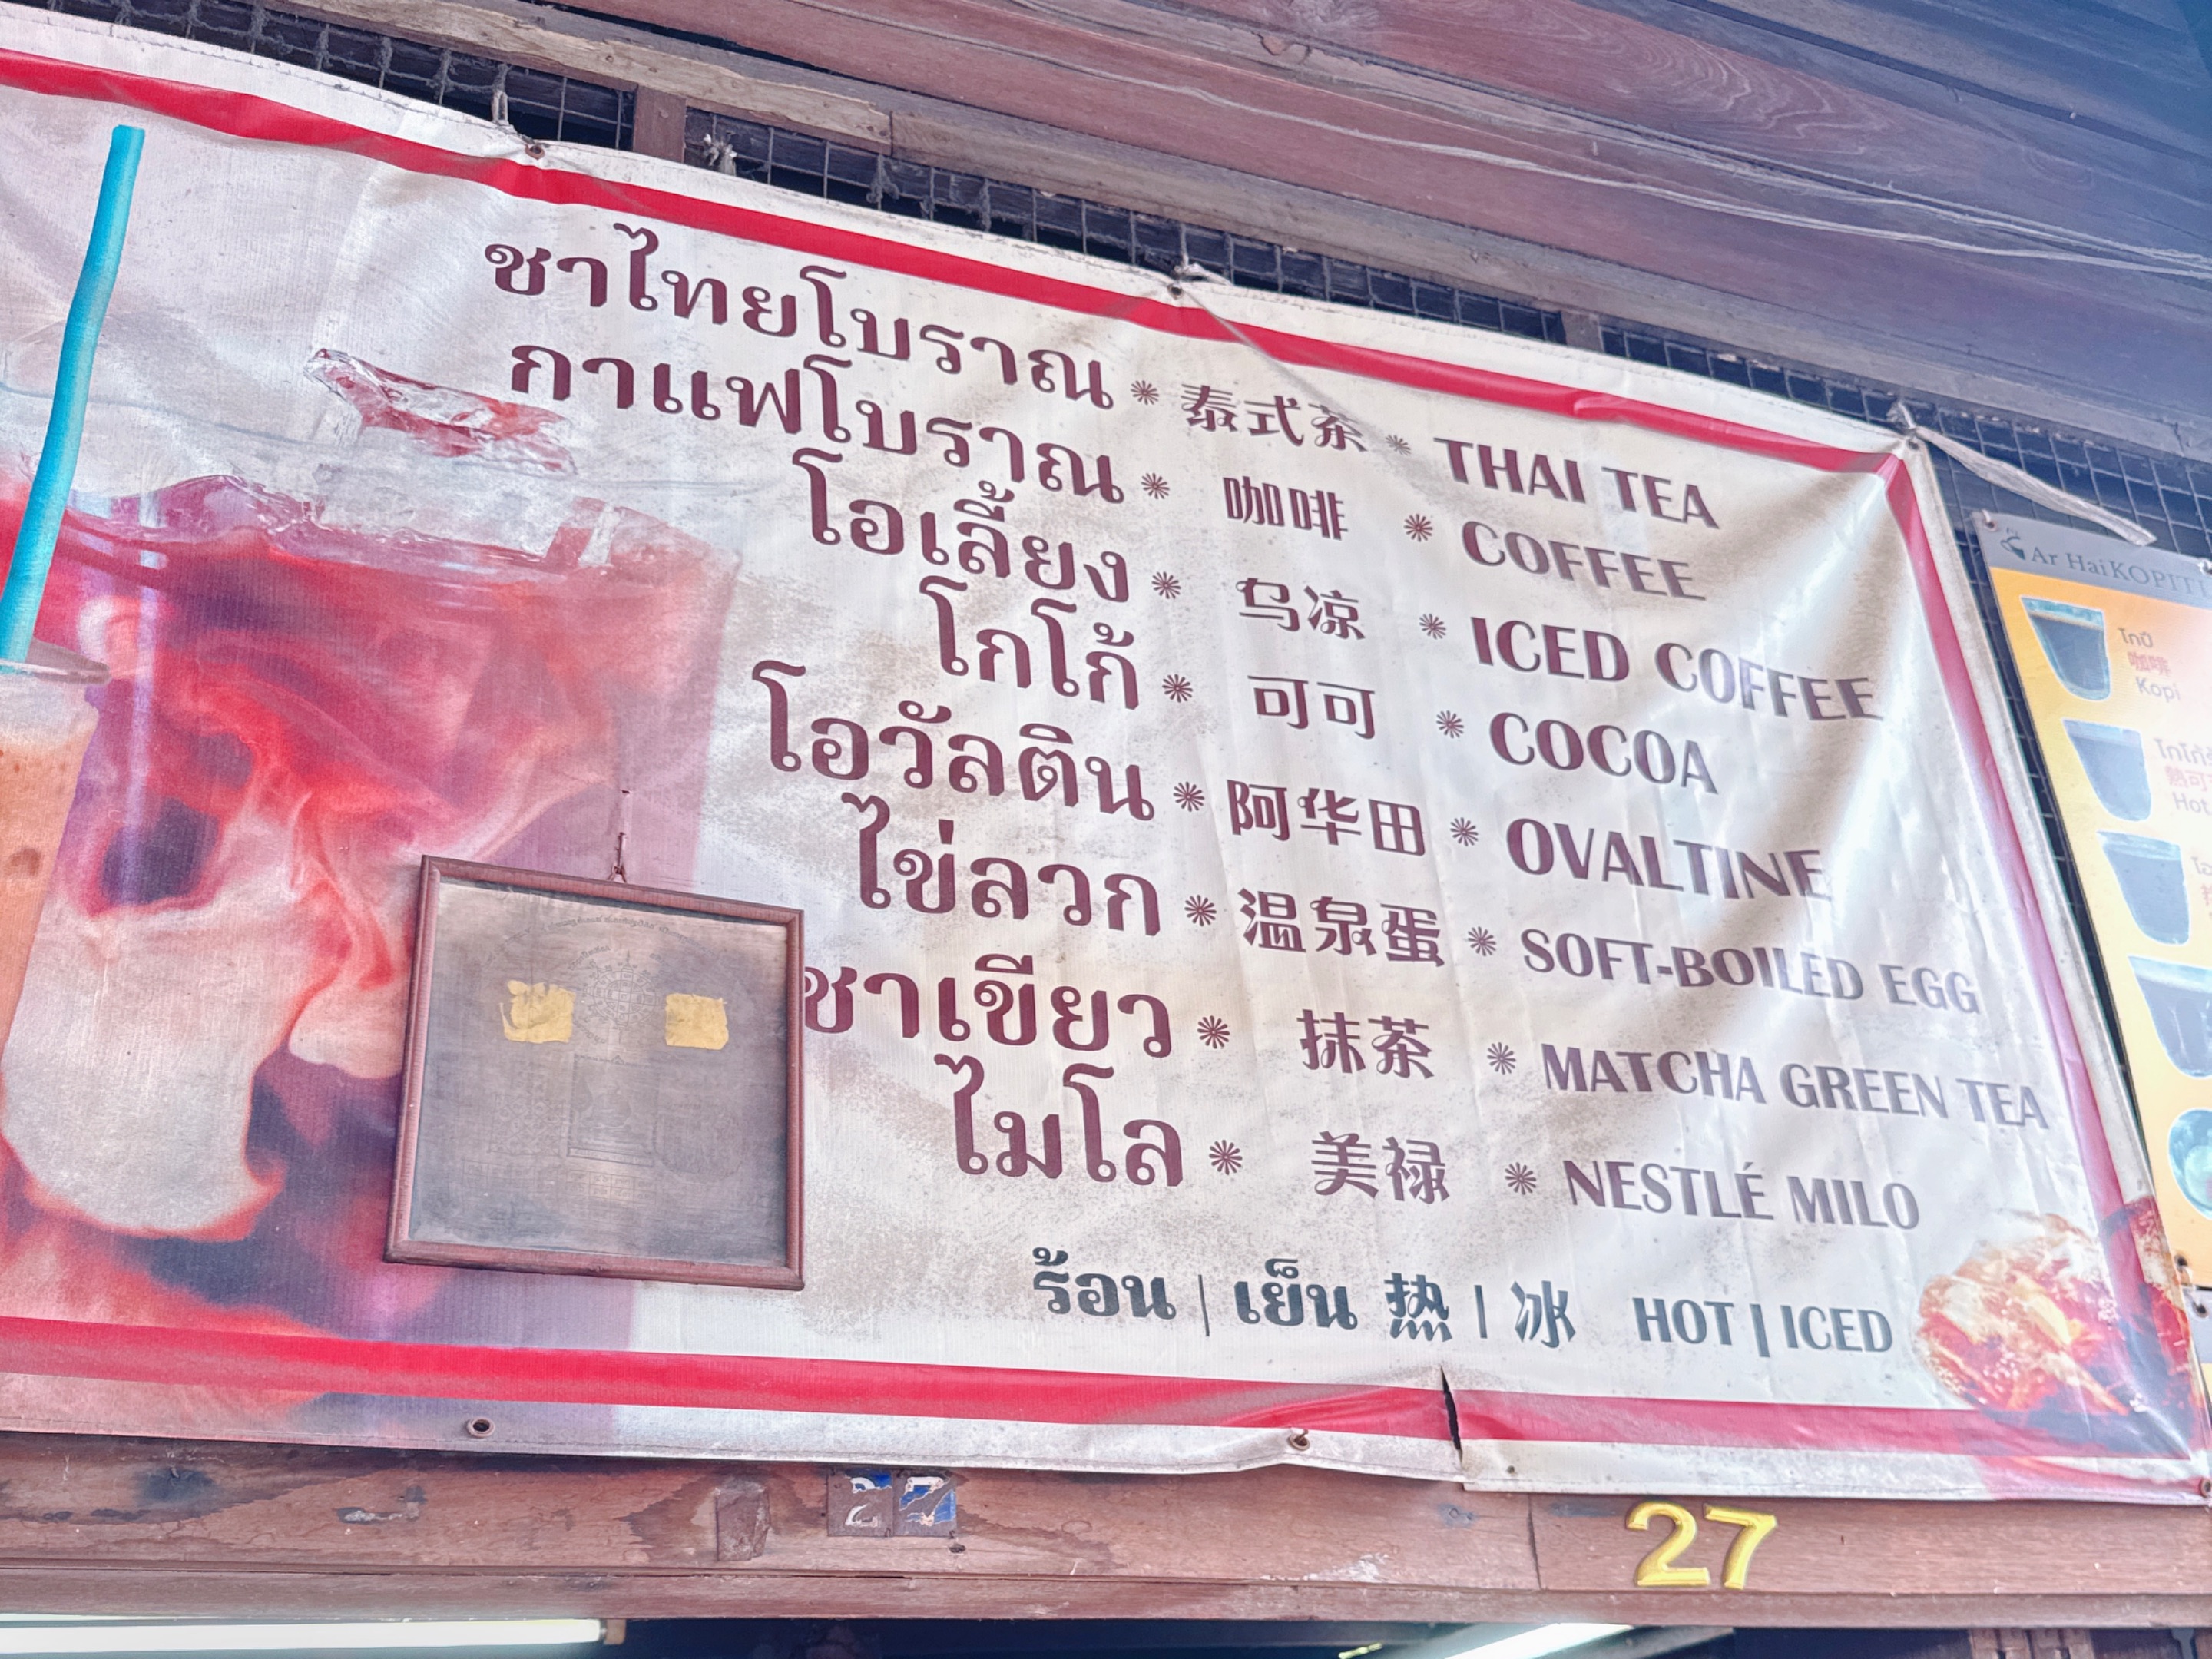 ชาไทยโบราณ * 泰式茶 * THAI TEA
กาแฟโบราณ * 咖啡 * COFFEE
โอเลี้ยง * 乌凉 * ICED COFFEE
โกโก้ * 可可 * COCOA
โอวัลติน * 阿华田 * OVALTINE
ไข่ลวก * 温泉蛋 * SOFT-BOILED EGG
ชาเขียว * 抹茶 * MATCHA GREEN TEA
ไมโล * 美禄 * NESTLÉ MILO
ร้อน | เย็น 热 | 冰 HOT | ICED
27
27
Ar Hai
โกปี
咖啡
Kopi
Hot